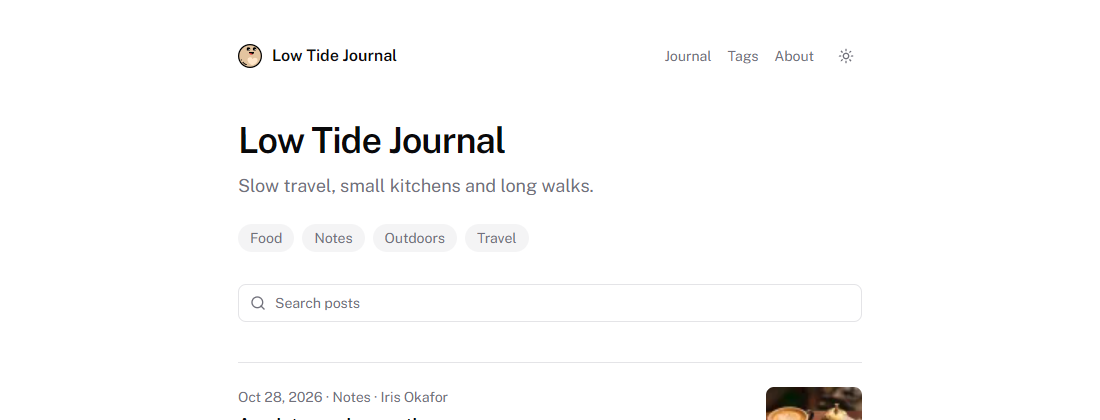 Low Tide Journal
Journal Tags About
Low Tide Journal
Slow travel, small kitchens and long walks.
Food Notes Outdoors Travel
Search posts
Oct 28, 2026 · Notes · Iris Okafor